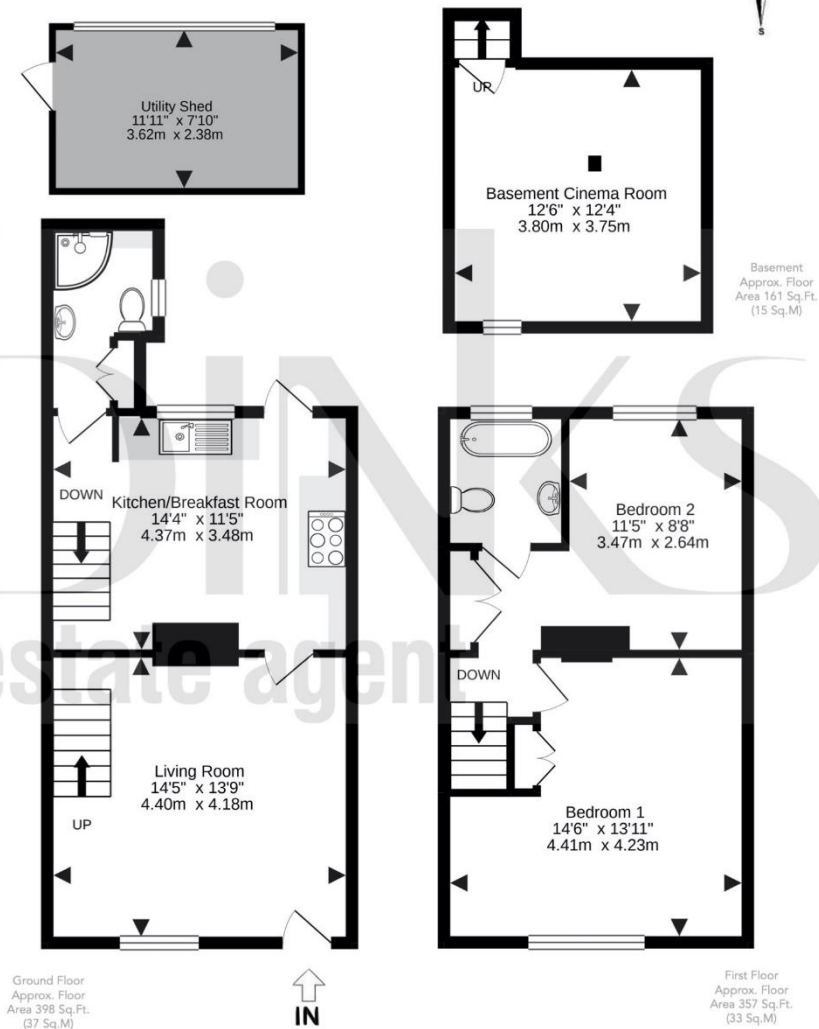 S
Utility Shed
11'11" x 7'10"
3.62m x 2.38m
UP
Basement Cinema Room
12'6" x 12'4"
3.80m x 3.75m
Basement
Approx. Floor
Area 161 Sq.Ft.
(15 Sq.M)
DOWN
Kitchen/Breakfast Room
14'4" x 11'5"
4.37m x 3.48m
Bedroom 2
11'5" x 8'8"
3.47m x 2.64m
estate agent
DOWN
Living Room
14'5" x 13'9"
4.40m x 4.18m
UP
Bedroom 1
14'6" x 13'11"
4.41m x 4.23m
Ground Floor
Approx. Floor
Area 398 Sq.Ft.
(37 Sq.M)
IN
First Floor
Approx. Floor
Area 357 Sq.Ft.
(33 Sq.M)